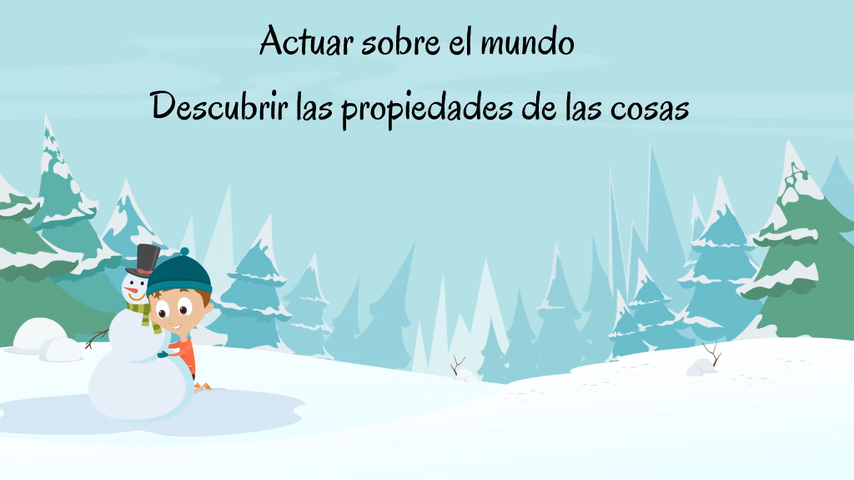 Actuar sobre el mundo
Descubrir las propiedades de las cosas